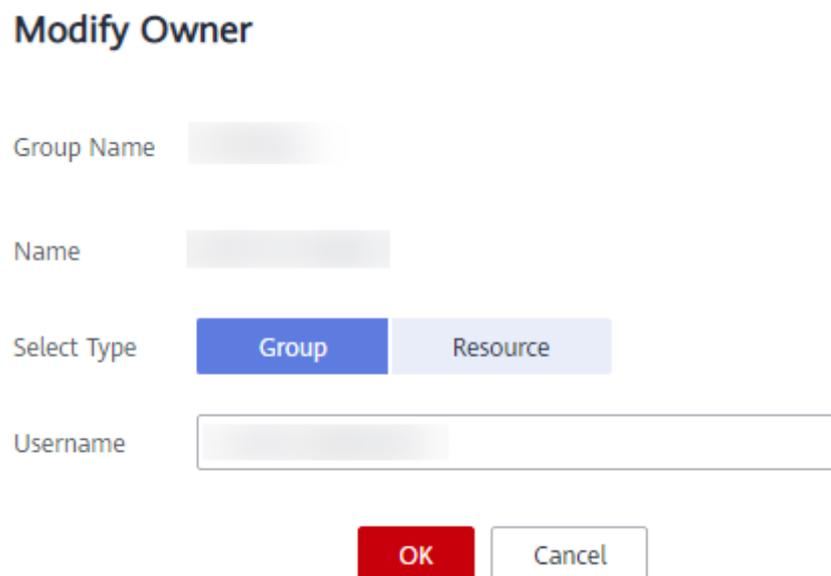 Modify Owner
Group Name
Name
Select Type Group Resource
Username
OK Cancel